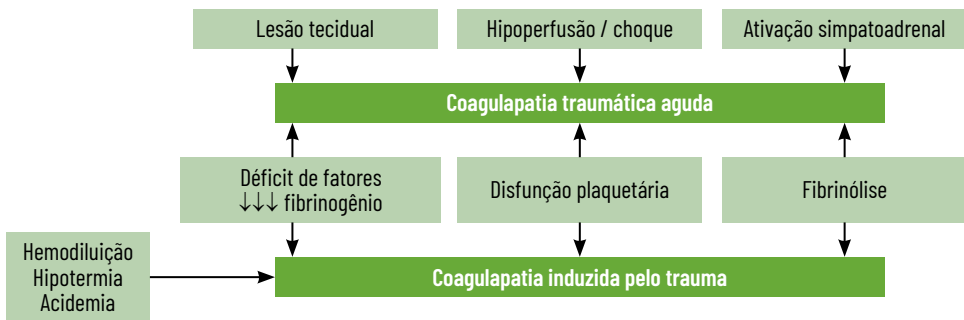 Lesão tecidual
Hipoperfusão / choque
Ativação simpatoadrenal
Coagulapatia traumática aguda
Déficit de fatores
↓↓↓ fibrinogênio
Disfunção plaquetária
Fibrinólise
Hemodiluição
Hipotermia
Acidemia
Coagulapatia induzida pelo trauma